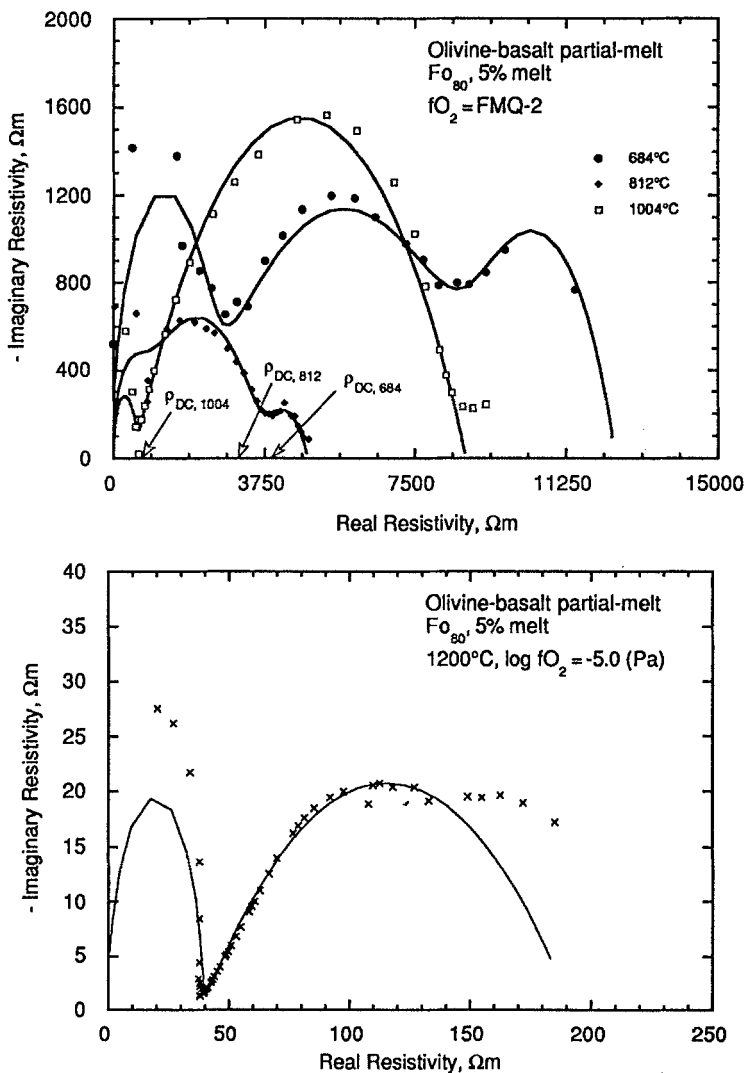 2000
1600
1200
800
400
0
- Imaginary Resistivity, Ωm
Olivine-basalt partial-melt
Fo80, 5% melt
fO2 = FMQ-2
684°C
812°C
1004°C
ρDC, 1004
ρDC, 812
ρDC, 684
0 3750 7500 11250 15000
Real Resistivity, Ωm
40
35
30
25
20
15
10
5
0
- Imaginary Resistivity, Ωm
Olivine-basalt partial-melt
Fo80, 5% melt
1200°C, log fO2 = -5.0 (Pa)
0 50 100 150 200 250
Real Resistivity, Ωm